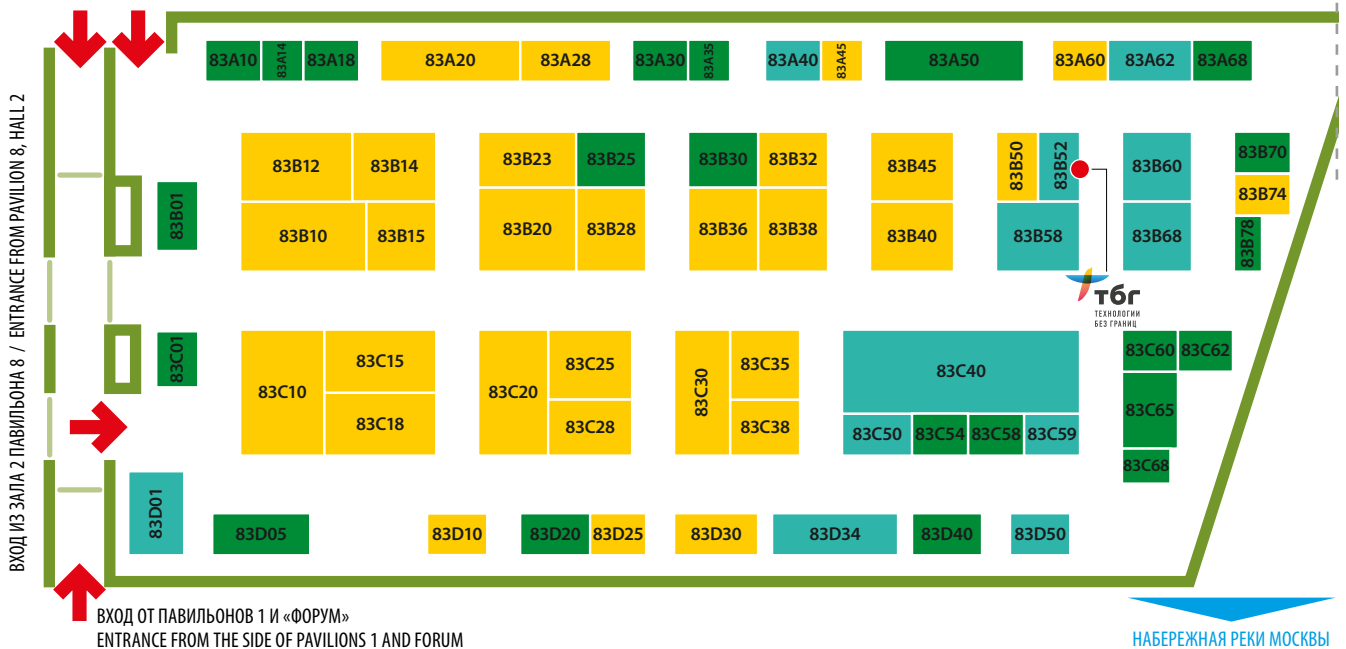 83A10
83A14
83A18
83A20
83A28
83A30
83A35
83A40
83A45
83A50
83A60
83A62
83A68
83B01
83B12
83B14
83B10
83B15
83B23
83B25
83B20
83B28
83B30
83B32
83B36
83B38
83B45
83B40
83B50
83B52
83B58
83B60
83B68
83B70
83B74
83B78
тбг
ТЕХНОЛОГИИ
БЕЗ ГРАНИЦ
83C01
83C10
83C15
83C18
83C20
83C25
83C28
83C30
83C35
83C38
83C40
83C50
83C54
83C58
83C59
83C60
83C62
83C65
83C68
83D01
83D05
83D10
83D20
83D25
83D30
83D34
83D40
83D50
ВХОД ИЗ ЗАЛА 2 ПАВИЛЬОНА 8 / ENTRANCE FROM PAVILION 8, HALL 2
ВХОД ОТ ПАВИЛЬОНОВ 1 И «ФОРУМ»
ENTRANCE FROM THE SIDE OF PAVILIONS 1 AND FORUM
НАБЕРЕЖНАЯ РЕКИ МОСКВЫ